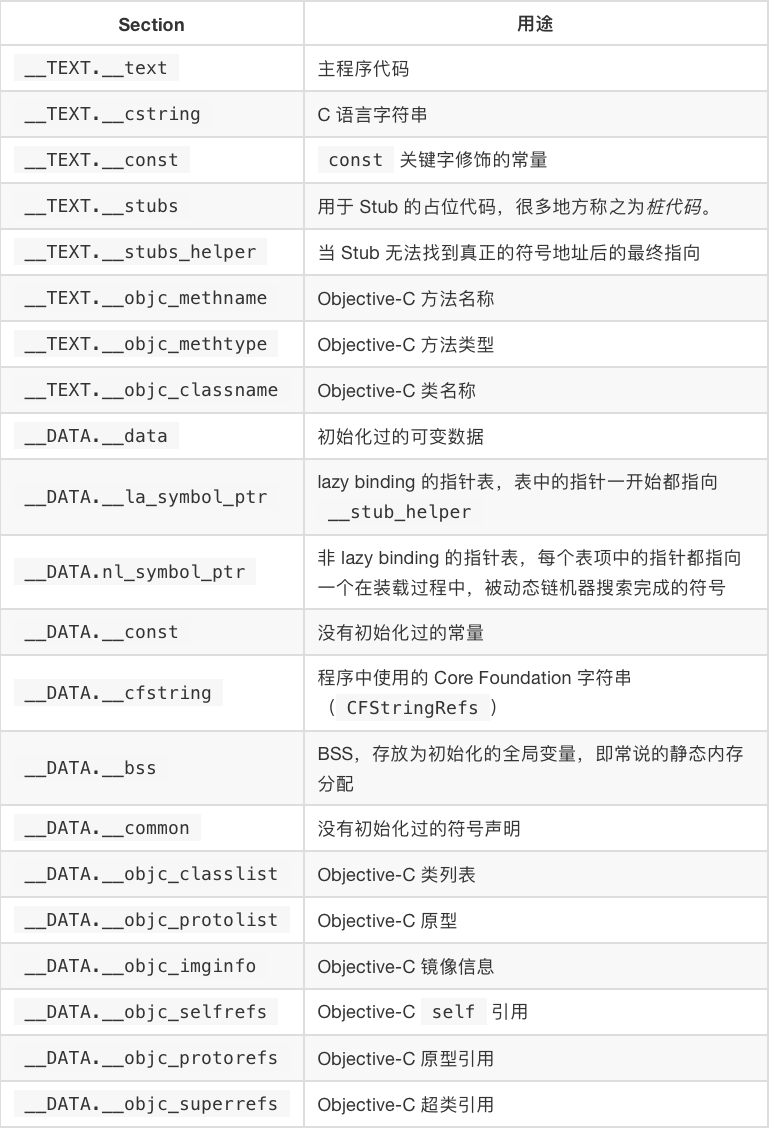 Section 用途
__TEXT.__text 主程序代码
__TEXT.__cstring C 语言字符串
__TEXT.__const const 关键字修饰的常量
__TEXT.__stubs 用于 Stub 的占位代码，很多地方称之为桩代码。
__TEXT.__stubs_helper 当 Stub 无法找到真正的符号地址后的最终指向
__TEXT.__objc_methname Objective-C 方法名称
__TEXT.__objc_methtype Objective-C 方法类型
__TEXT.__objc_classname Objective-C 类名称
__DATA.__data 初始化过的可变数据
__DATA.__la_symbol_ptr lazy binding 的指针表，表中的指针一开始都指向
__stub_helper
__DATA.nl_symbol_ptr 非 lazy binding 的指针表，每个表项中的指针都指向
一个在装载过程中，被动态链机器搜索完成的符号
__DATA.__const 没有初始化过的常量
__DATA.__cfstring 程序中使用的 Core Foundation 字符串
（ CFStringRefs ）
__DATA.__bss BSS，存放为初始化的全局变量，即常说的静态内存
分配
__DATA.__common 没有初始化过的符号声明
__DATA.__objc_classlist Objective-C 类列表
__DATA.__objc_protolist Objective-C 原型
__DATA.__objc_imginfo Objective-C 镜像信息
__DATA.__objc_selfrefs Objective-C self 引用
__DATA.__objc_protorefs Objective-C 原型引用
__DATA.__objc_superrefs Objective-C 超类引用